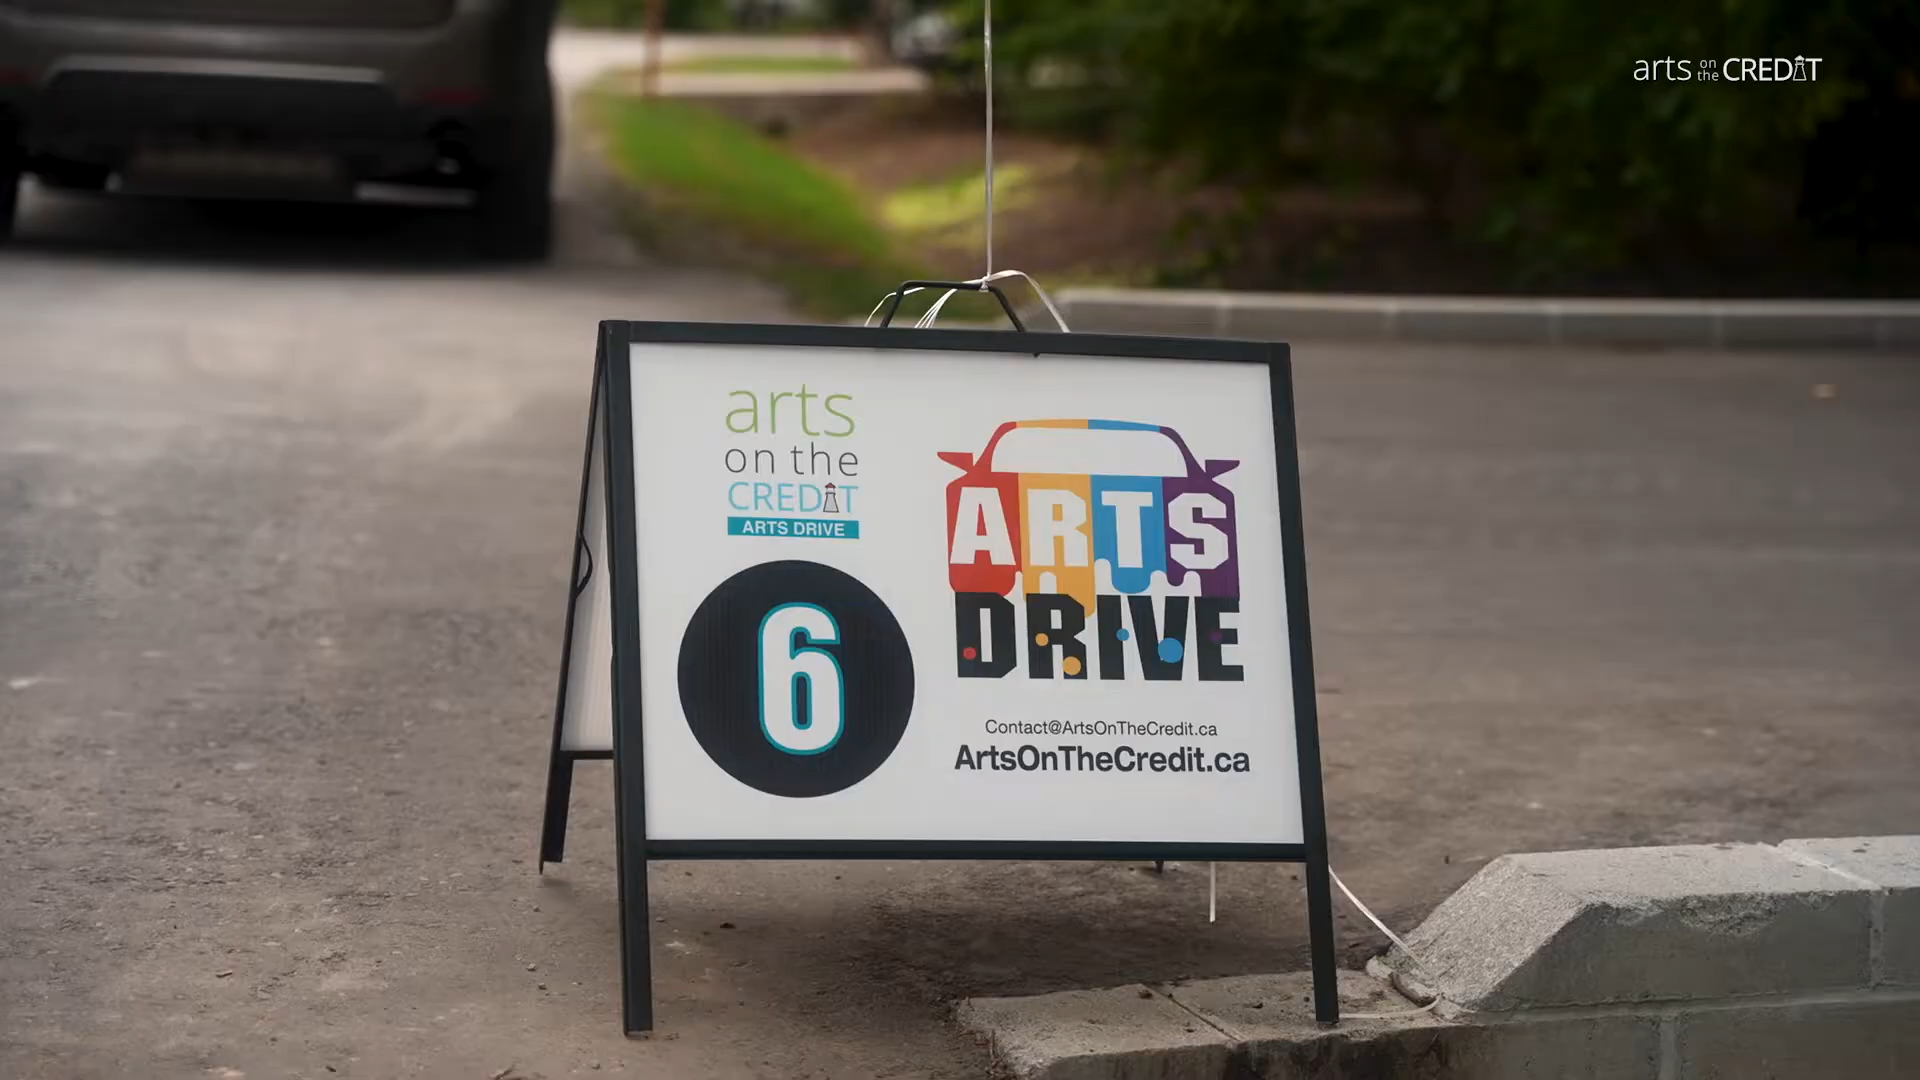 arts on the CREDIT
arts
on the
CREDIT
ARTS DRIVE
6
ARTS
DRIVE
Contact@ArtsOnTheCredit.ca
ArtsOnTheCredit.ca